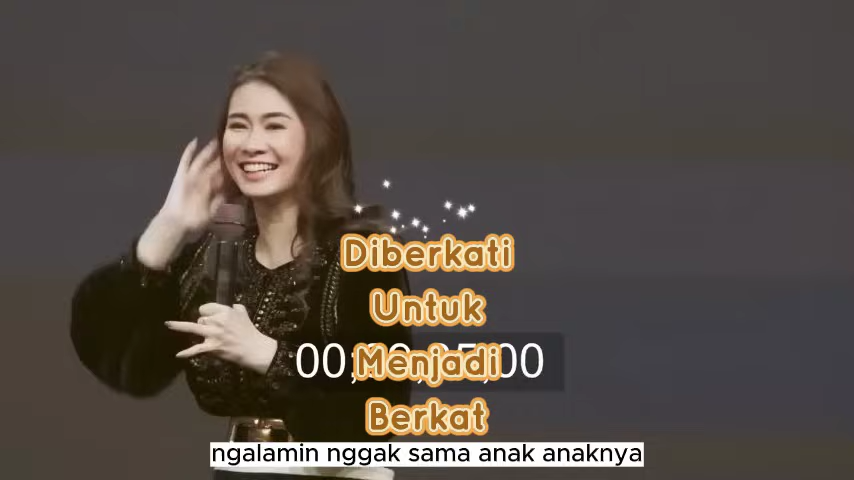 Diberkati
Untuk
Menjadi
Berkat
ngalamin nggak sama anak anaknya